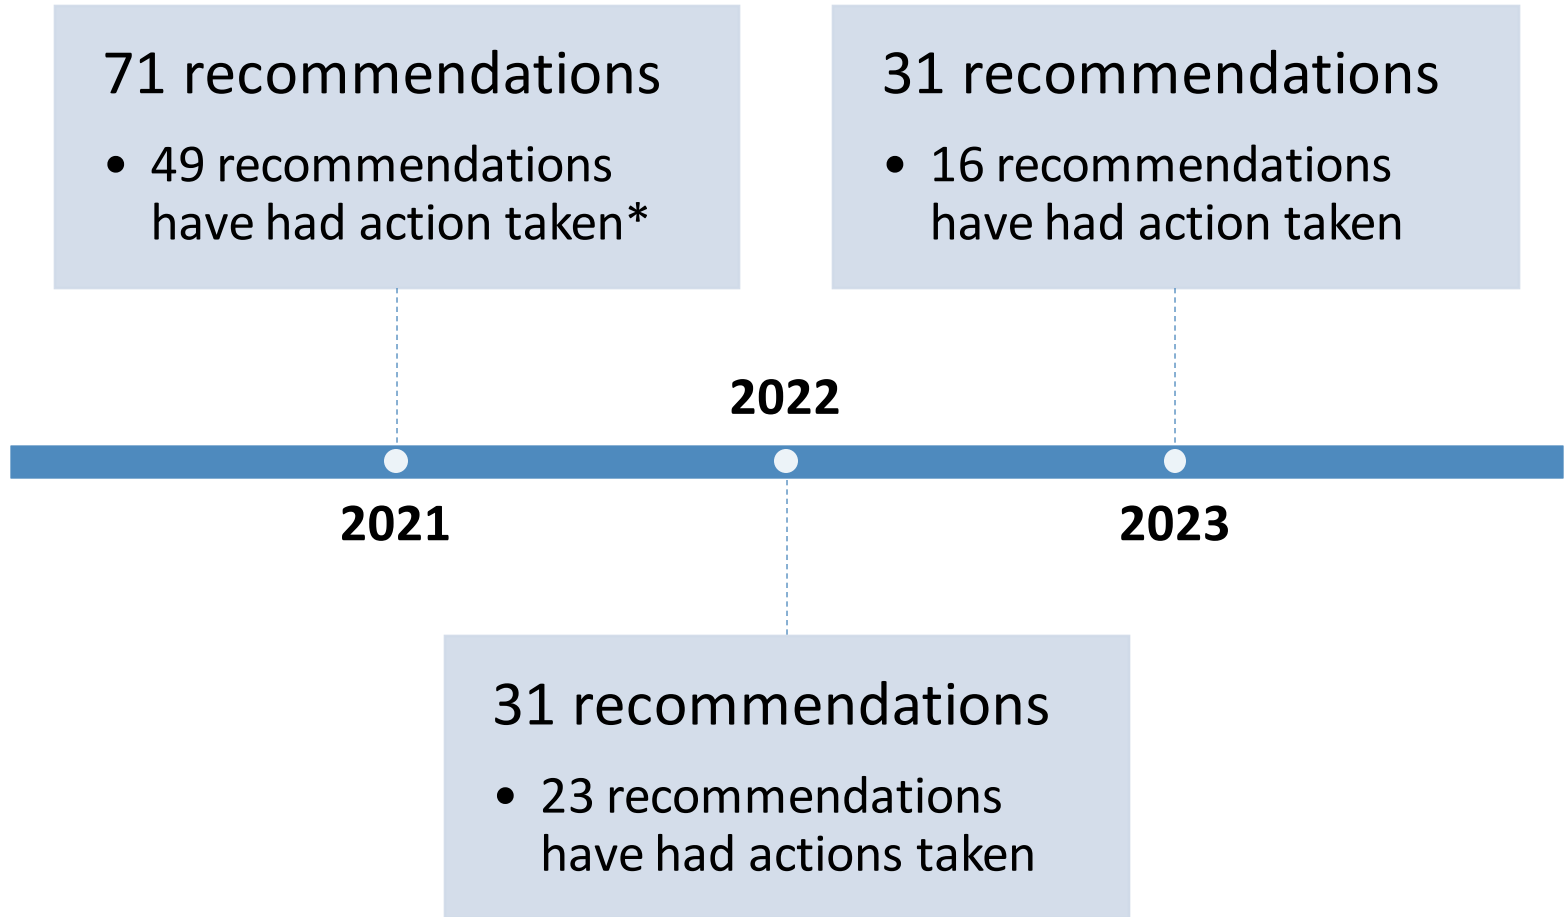 71 recommendations
• 49 recommendations
have had action taken*
31 recommendations
• 16 recommendations
have had action taken
2022
2021
2023
31 recommendations
• 23 recommendations
have had actions taken